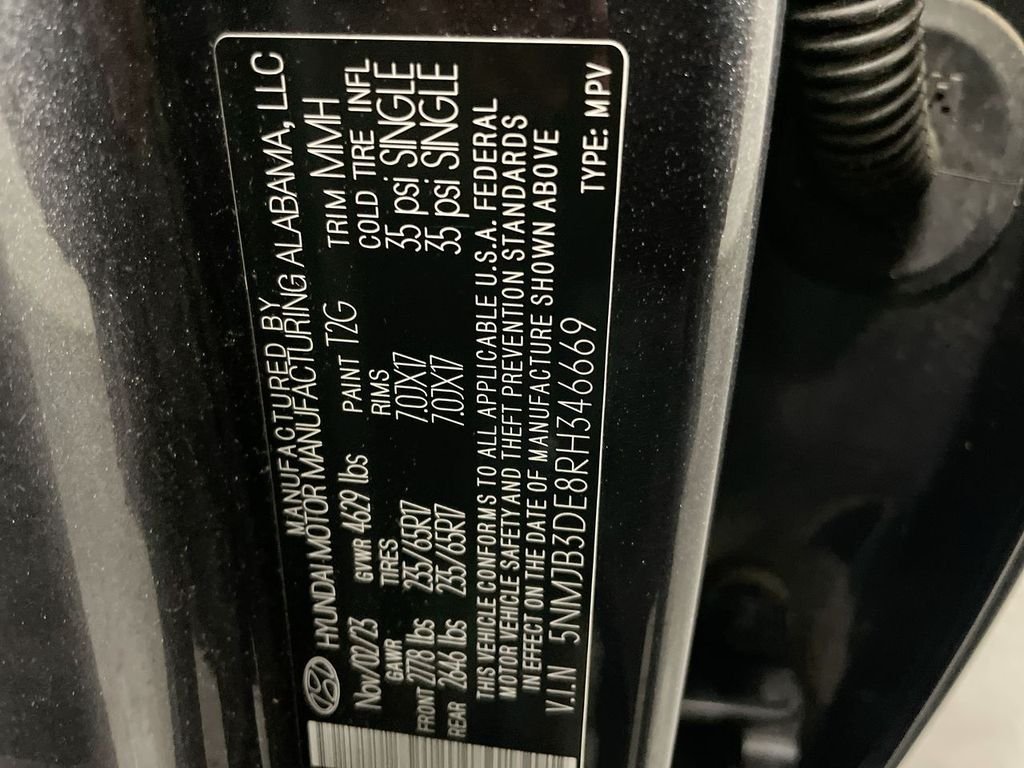 MANUFACTURED BY
HYUNDAI MOTOR MANUFACTURING ALABAMA, LLC
Nov/02/23 PAINT T2G TRIM MMH
GVWR 4629 lbs
GAWR TIRES RIMS COLD TIRE INFL
FRONT 2778 lbs 235/65R17 7.0JX17 35 psi SINGLE
REAR 2646 lbs 235/65R17 7.0JX17 35 psi SINGLE
THIS VEHICLE CONFORMS TO ALL APPLICABLE U.S.A. FEDERAL
MOTOR VEHICLE SAFETY AND THEFT PREVENTION STANDARDS
IN EFFECT ON THE DATE OF MANUFACTURE SHOWN ABOVE
V.I.N 5NMJB3DE8RH346669
TYPE: MPV